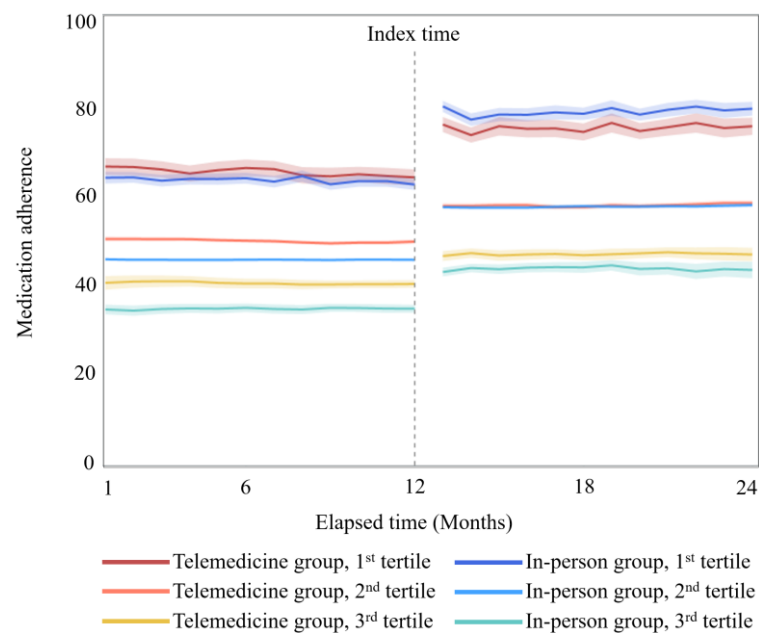 100
Index time
80
60
40
20
0
Medication adherence
1 6 12 18 24
Elapsed time (Months)
Telemedicine group, 1st tertile In-person group, 1st tertile
Telemedicine group, 2nd tertile In-person group, 2nd tertile
Telemedicine group, 3rd tertile In-person group, 3rd tertile